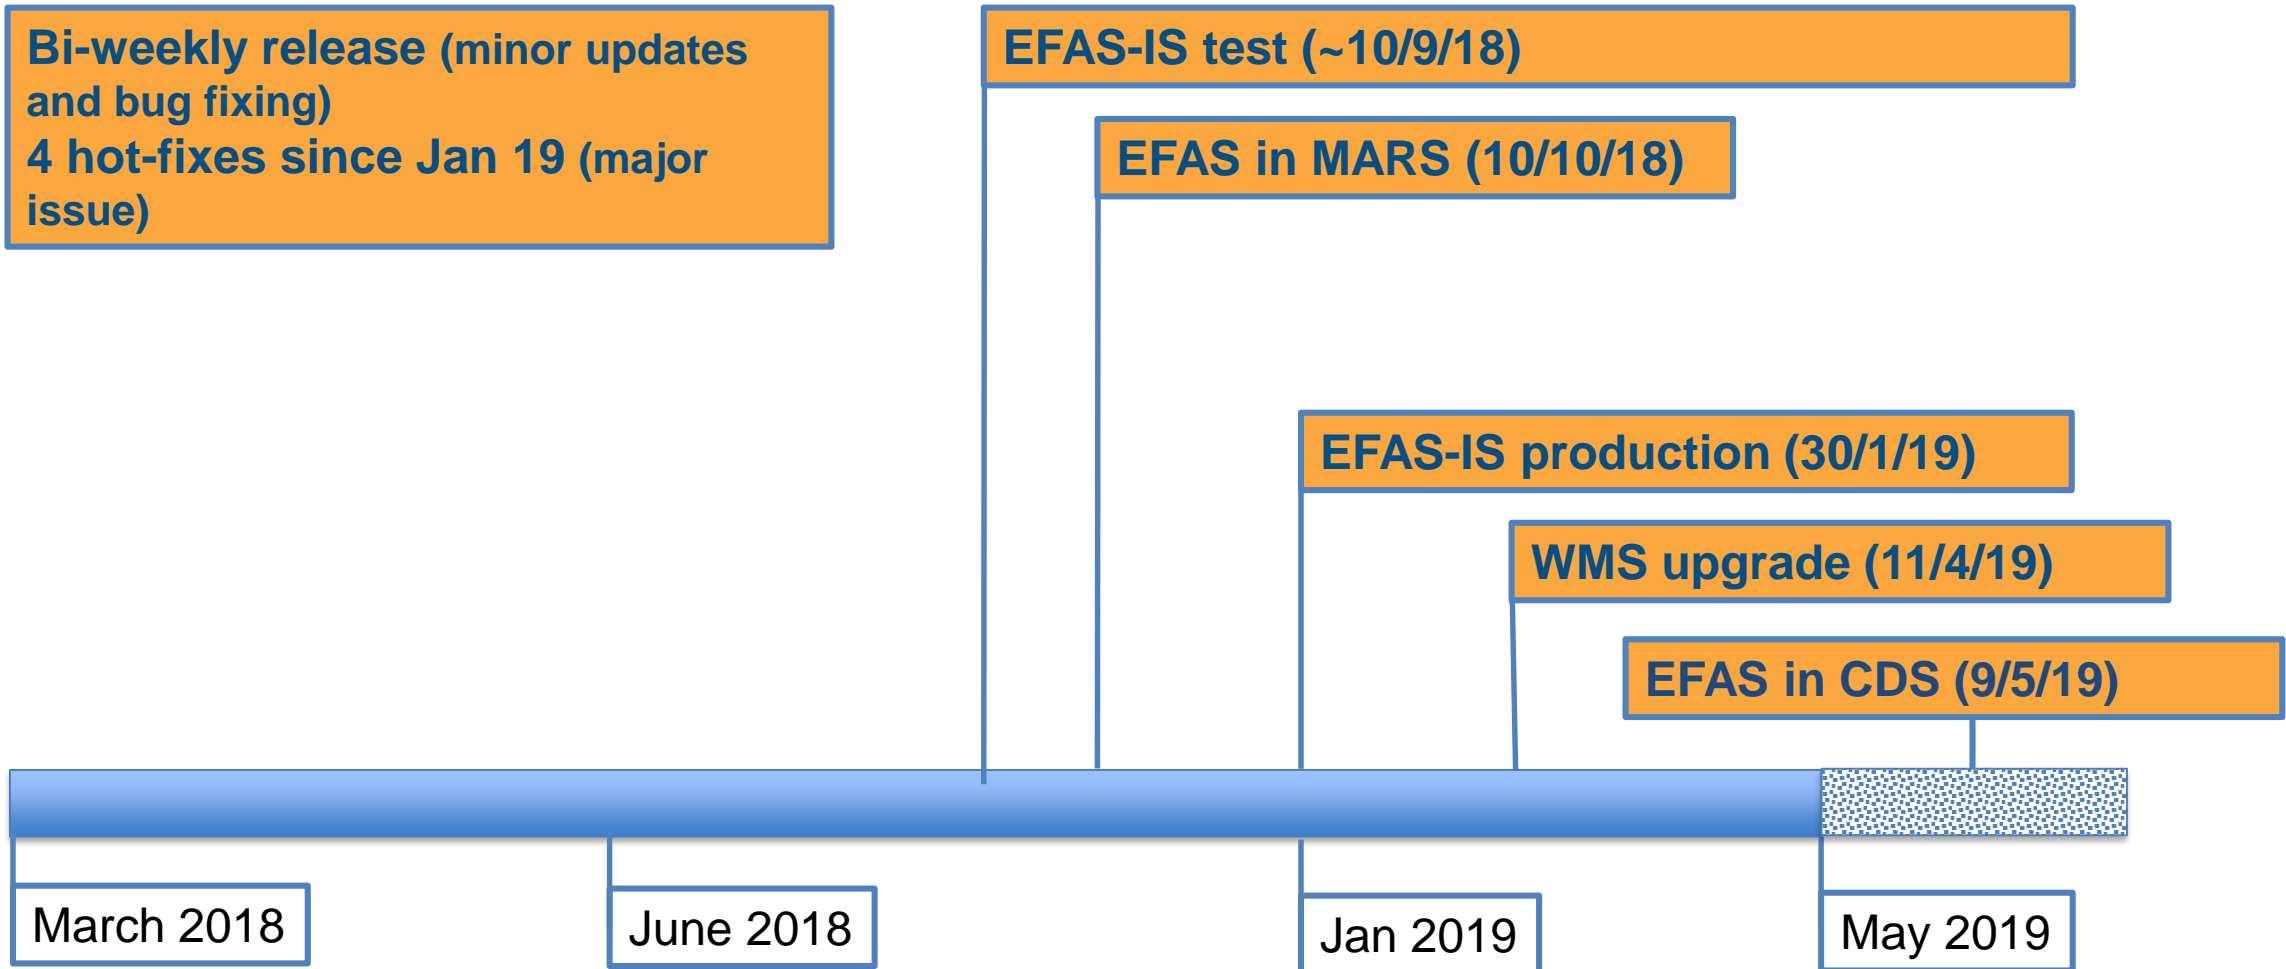 Bi-weekly release (minor updates
and bug fixing)
4 hot-fixes since Jan 19 (major
issue)
EFAS-IS test (~10/9/18)
EFAS in MARS (10/10/18)
EFAS-IS production (30/1/19)
WMS upgrade (11/4/19)
EFAS in CDS (9/5/19)
March 2018
June 2018
Jan 2019
May 2019